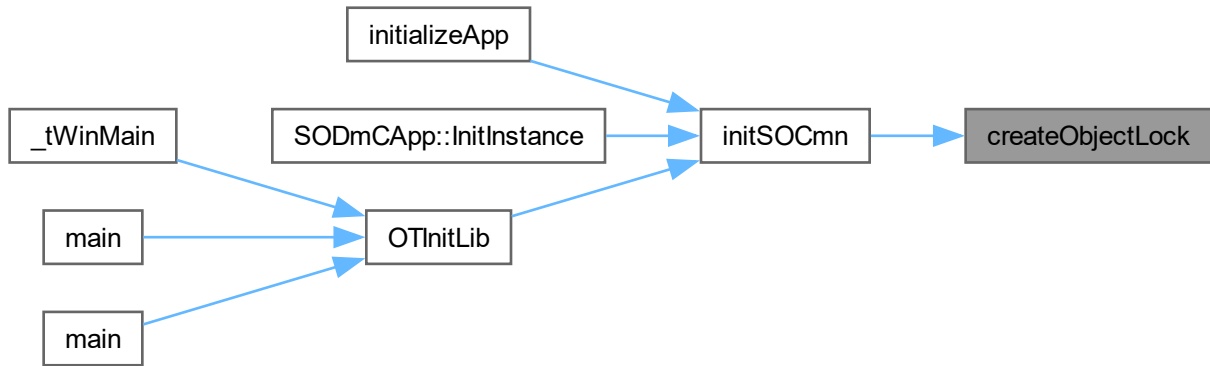 initializeApp
_tWinMain
SODmCApp::InitInstance
initSOCmn
createObjectLock
main
OTInitLib
main